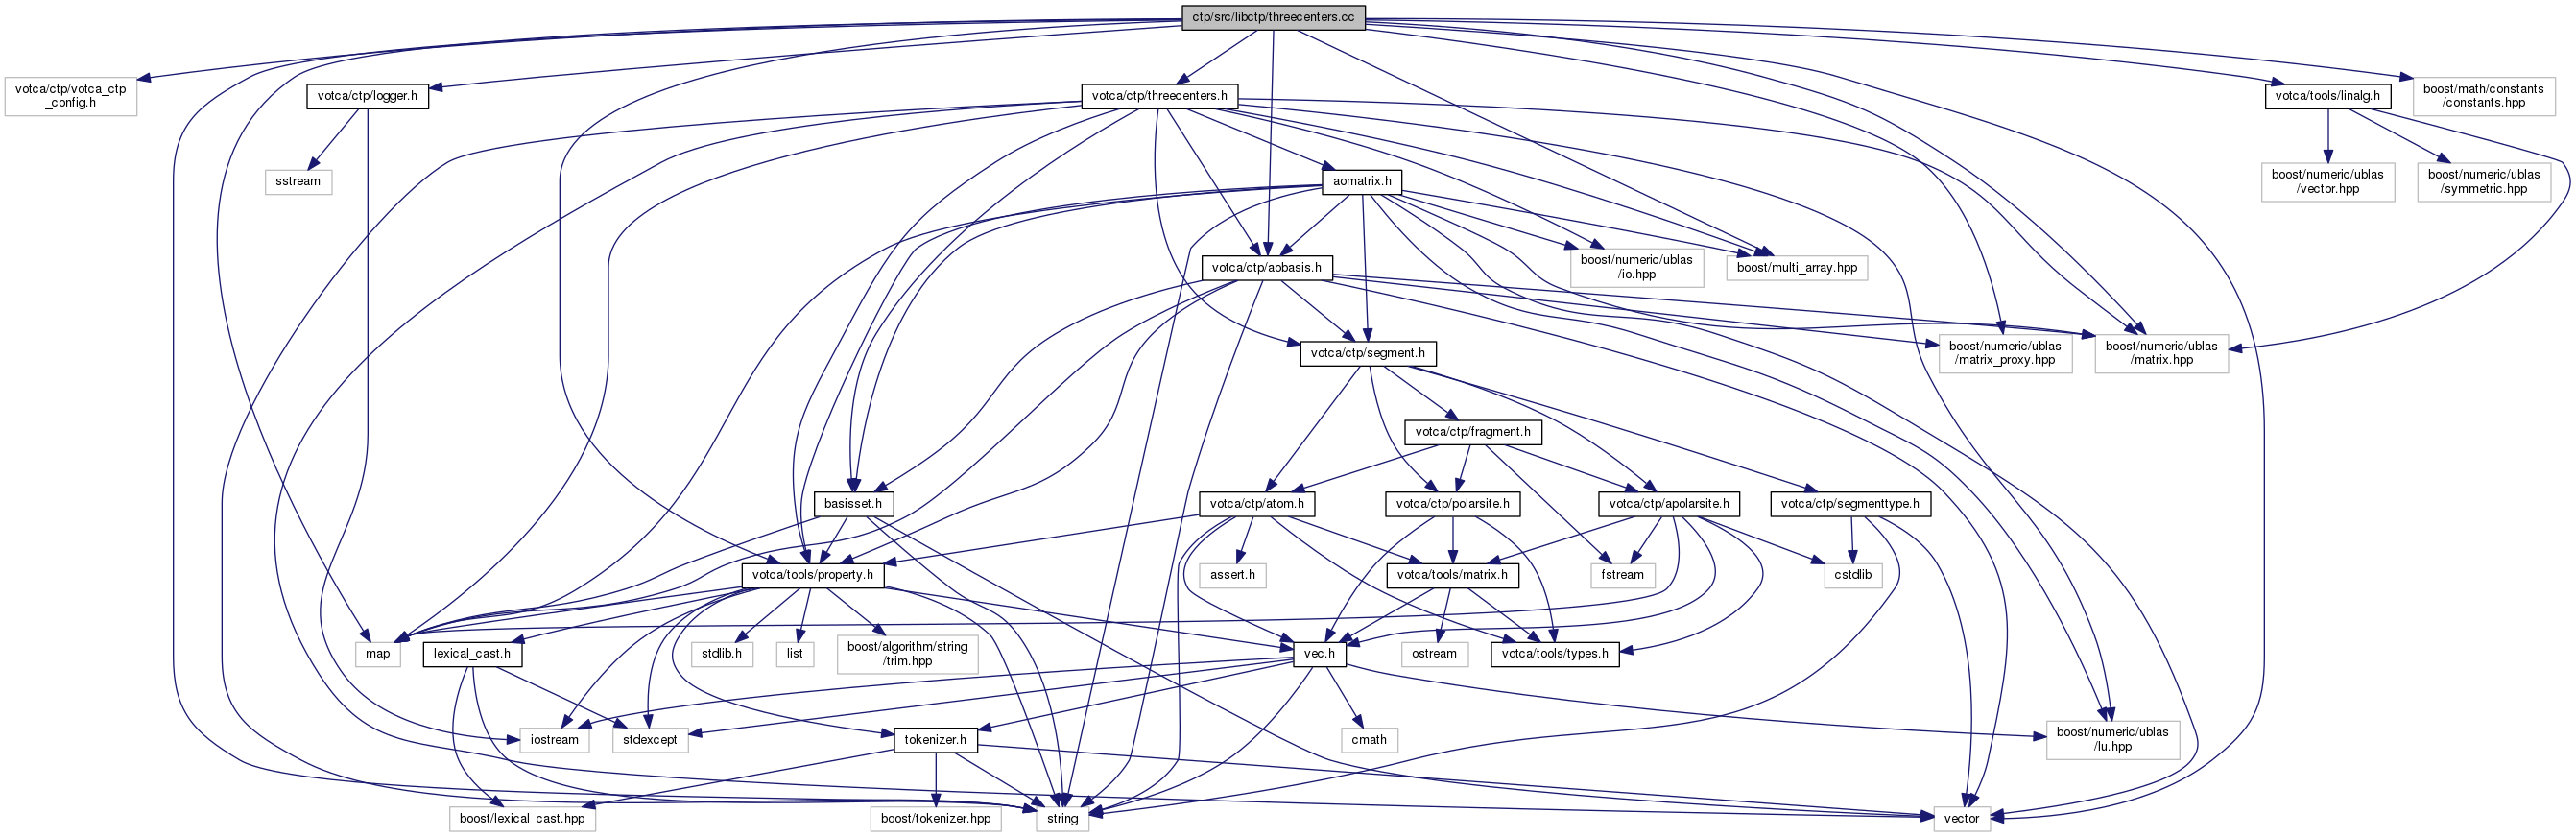 ctp/src/libctp/threecenters.cc
votca/ctp/votca_ctp
_config.h
votca/ctp/logger.h
votca/ctp/threecenters.h
votca/tools/linalg.h
boost/math/constants
/constants.hpp
sstream
aomatrix.h
boost/numeric/ublas
/vector.hpp
boost/numeric/ublas
/symmetric.hpp
votca/ctp/aobasis.h
boost/numeric/ublas
/io.hpp
boost/multi_array.hpp
votca/ctp/segment.h
boost/numeric/ublas
/matrix_proxy.hpp
boost/numeric/ublas
/matrix.hpp
votca/ctp/fragment.h
basisset.h
votca/ctp/atom.h
votca/ctp/polarsite.h
votca/ctp/apolarsite.h
votca/ctp/segmenttype.h
votca/tools/property.h
assert.h
votca/tools/matrix.h
fstream
cstdlib
map
lexical_cast.h
stdlib.h
list
boost/algorithm/string
/trim.hpp
vec.h
ostream
votca/tools/types.h
iostream
stdexcept
tokenizer.h
cmath
boost/numeric/ublas
/lu.hpp
boost/lexical_cast.hpp
boost/tokenizer.hpp
string
vector